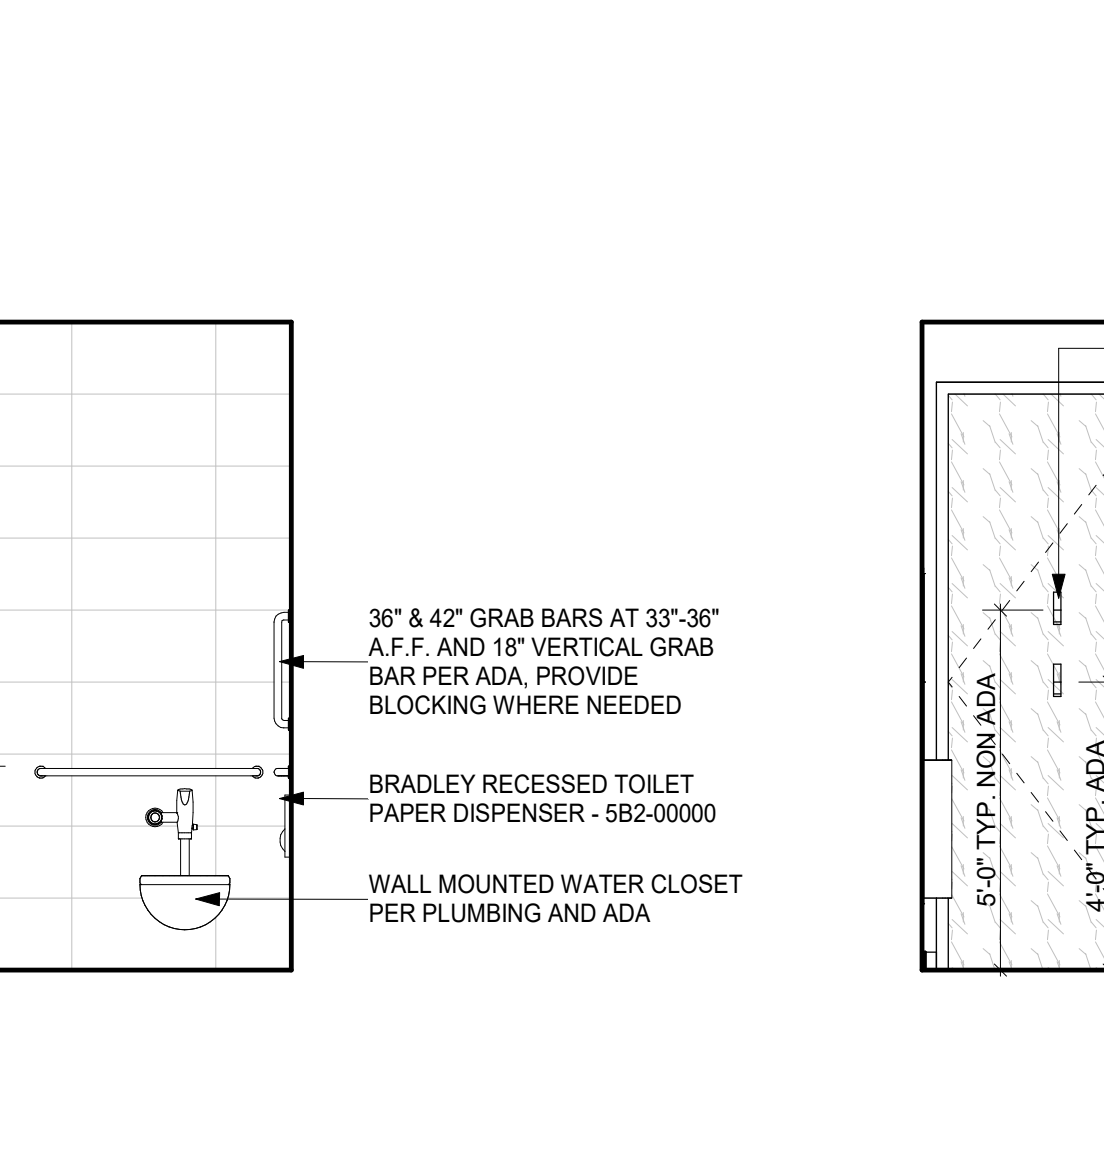 36" & 42" GRAB BARS AT 33"-36"
A.F.F. AND 18" VERTICAL GRAB
BAR PER ADA, PROVIDE
BLOCKING WHERE NEEDED
BRADLEY RECESSED TOILET
PAPER DISPENSER - 5B2-00000
WALL MOUNTED WATER CLOSET
PER PLUMBING AND ADA
5'-0" TYP. NON ADA
4'-0" TYP. ADA